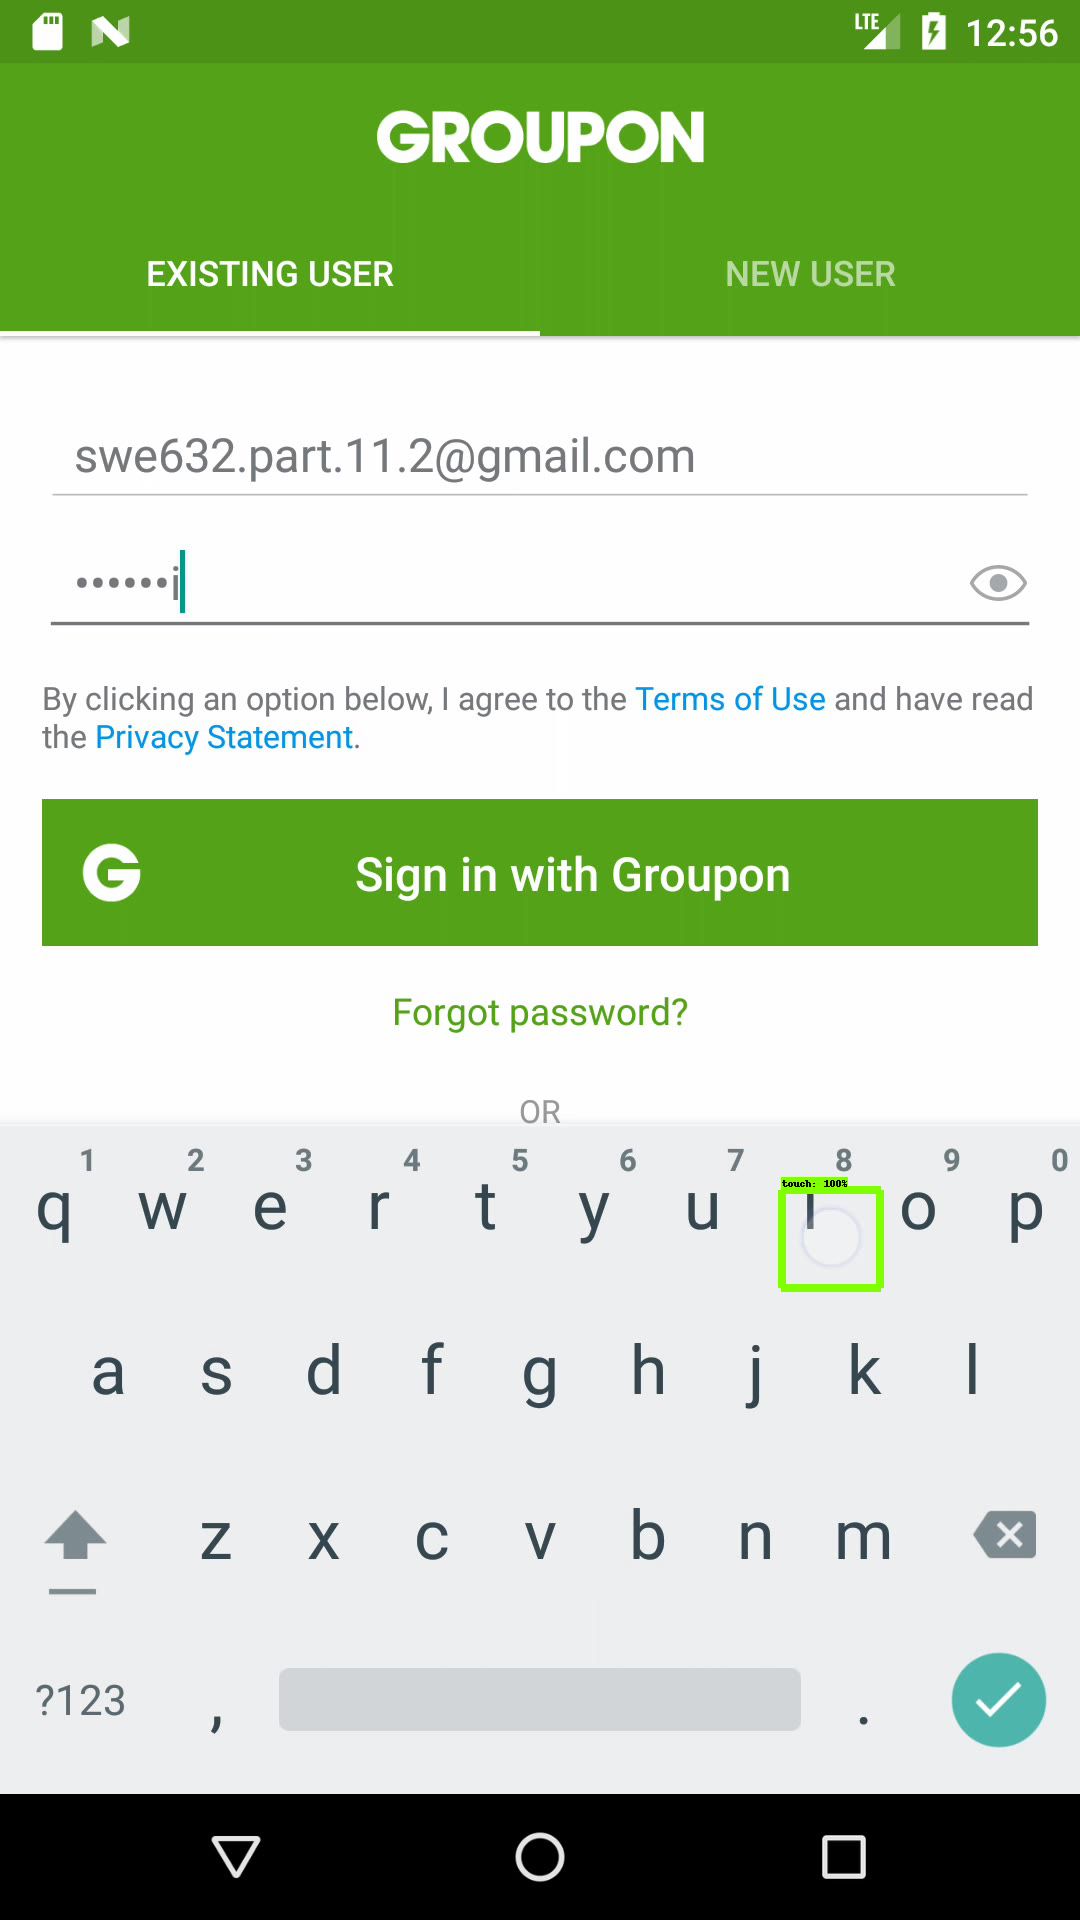 LTE 12:56
GROUPON
EXISTING USER NEW USER
swe632.part.11.2@gmail.com
••••••i
By clicking an option below, I agree to the Terms of Use and have read
the Privacy Statement.
G Sign in with Groupon
Forgot password?
OR
1 2 3 4 5 6 7 8 9 0
touch: 100%
q w e r t y u i o p
a s d f g h j k l
z x c v b n m
?123 , .